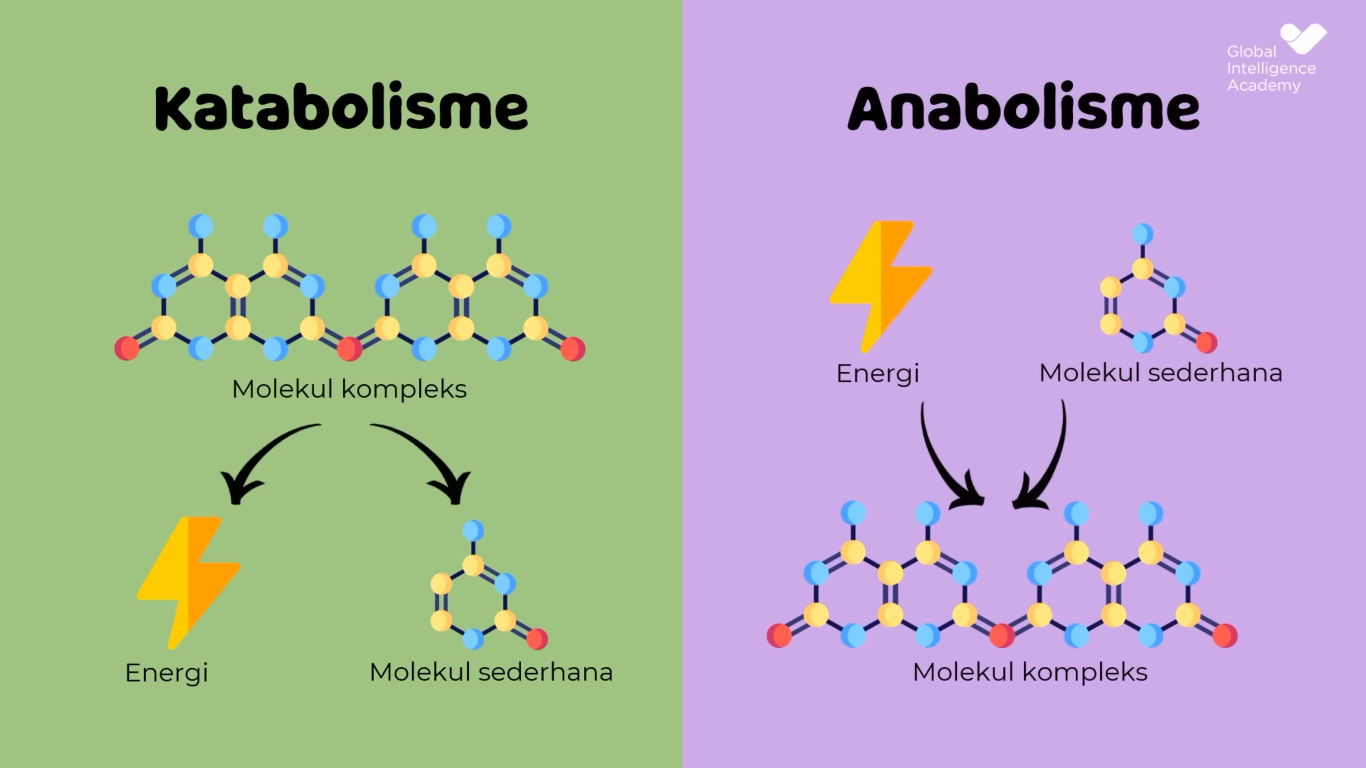 Katabolisme
Molekul kompleks
Energi
Molekul sederhana
Global
Intelligence
Academy
Anabolisme
Energi
Molekul sederhana
Molekul kompleks